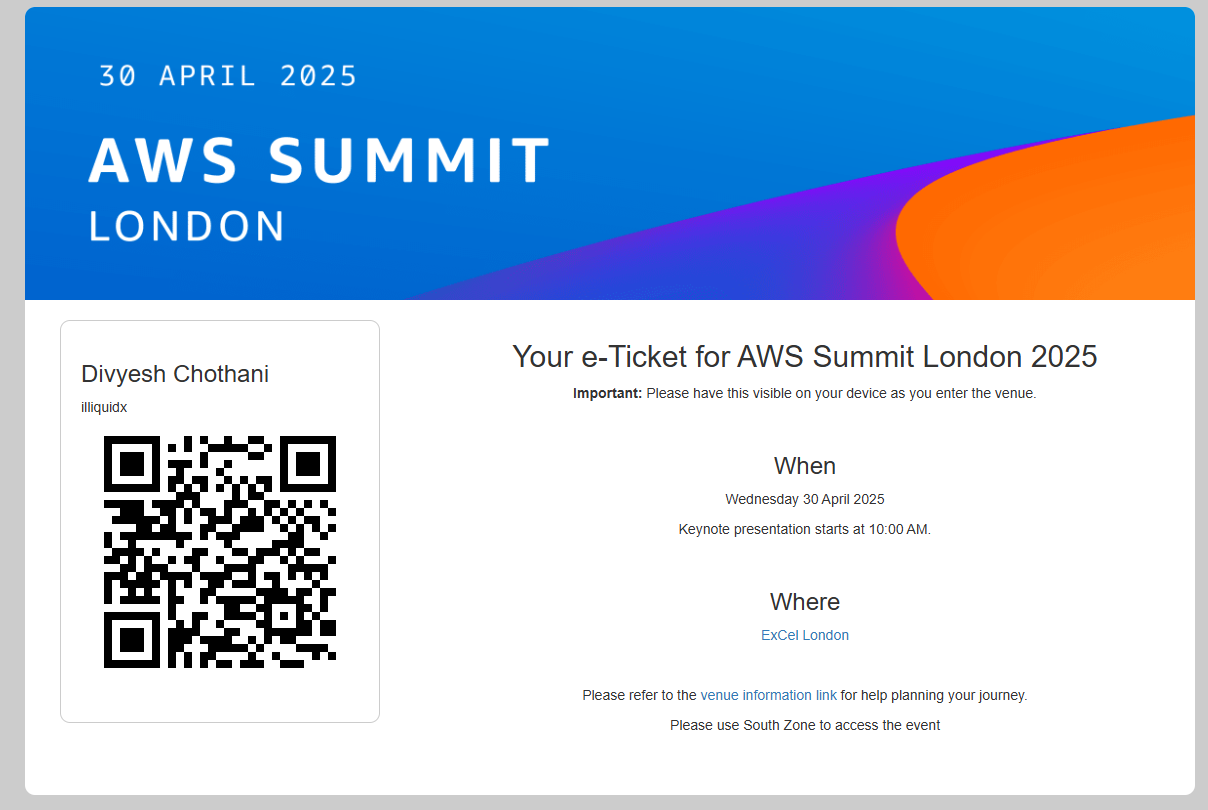 30 APRIL 2025
AWS SUMMIT
LONDON
Divyesh Chothani
illiquidx
Your e-Ticket for AWS Summit London 2025
Important: Please have this visible on your device as you enter the venue.
When
Wednesday 30 April 2025
Keynote presentation starts at 10:00 AM.
Where
ExCel London
Please refer to the venue information link for help planning your journey.
Please use South Zone to access the event